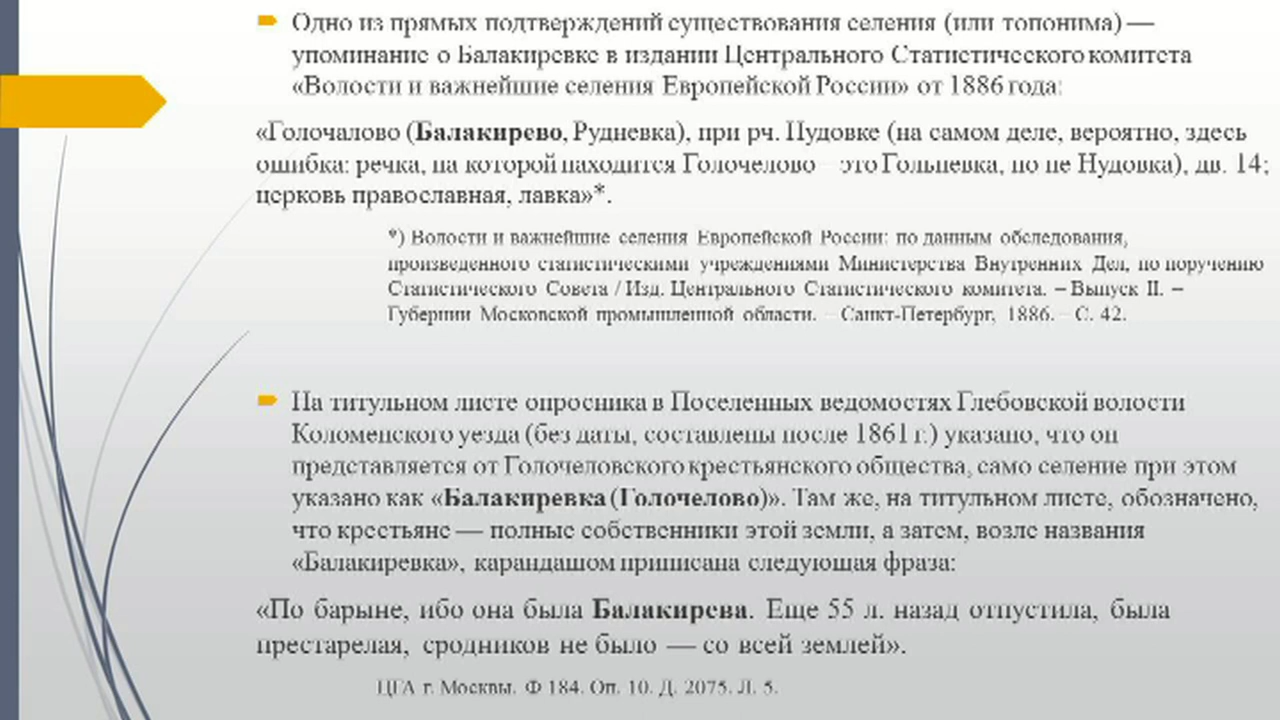 Одно из прямых подтверждений существования селения (или топонима) —
упоминание о Балакиревке в издании Центрального Статистического комитета
«Волости и важнейшие селения Европейской России» от 1886 года:
«Голочалово (Балакирево, Рудневка), при рч. Нудовке (на самом деле, вероятно, здесь
ошибка: речка, на которой находится Голочелово – это Гольневка, но не Нудовка), дв. 14;
церковь православная, лавка»*.
*) Волости и важнейшие селения Европейской России: по данным обследования,
произведенного статистическими учреждениями Министерства Внутренних Дел, по поручению
Статистического Совета / Изд. Центрального Статистического комитета. – Выпуск II. –
Губернии Московской промышленной области. – Санкт-Петербург, 1886. – С. 42.
На титульном листе опросника в Поселенных ведомостях Глебовской волости
Коломенского уезда (без даты, составлены после 1861 г.) указано, что он
представляется от Голочеловского крестьянского общества, само селение при этом
указано как «Балакиревка (Голочелово)». Там же, на титульном листе, обозначено,
что крестьяне — полные собственники этой земли, а затем, возле названия
«Балакиревка», карандашом приписана следующая фраза:
«По барыне, ибо она была Балакирева. Еще 55 л. назад отпустила, была
престарелая, сродников не было — со всей землей».
ЦГА г. Москвы. Ф 184. Оп. 10. Д. 2075. Л. 5.